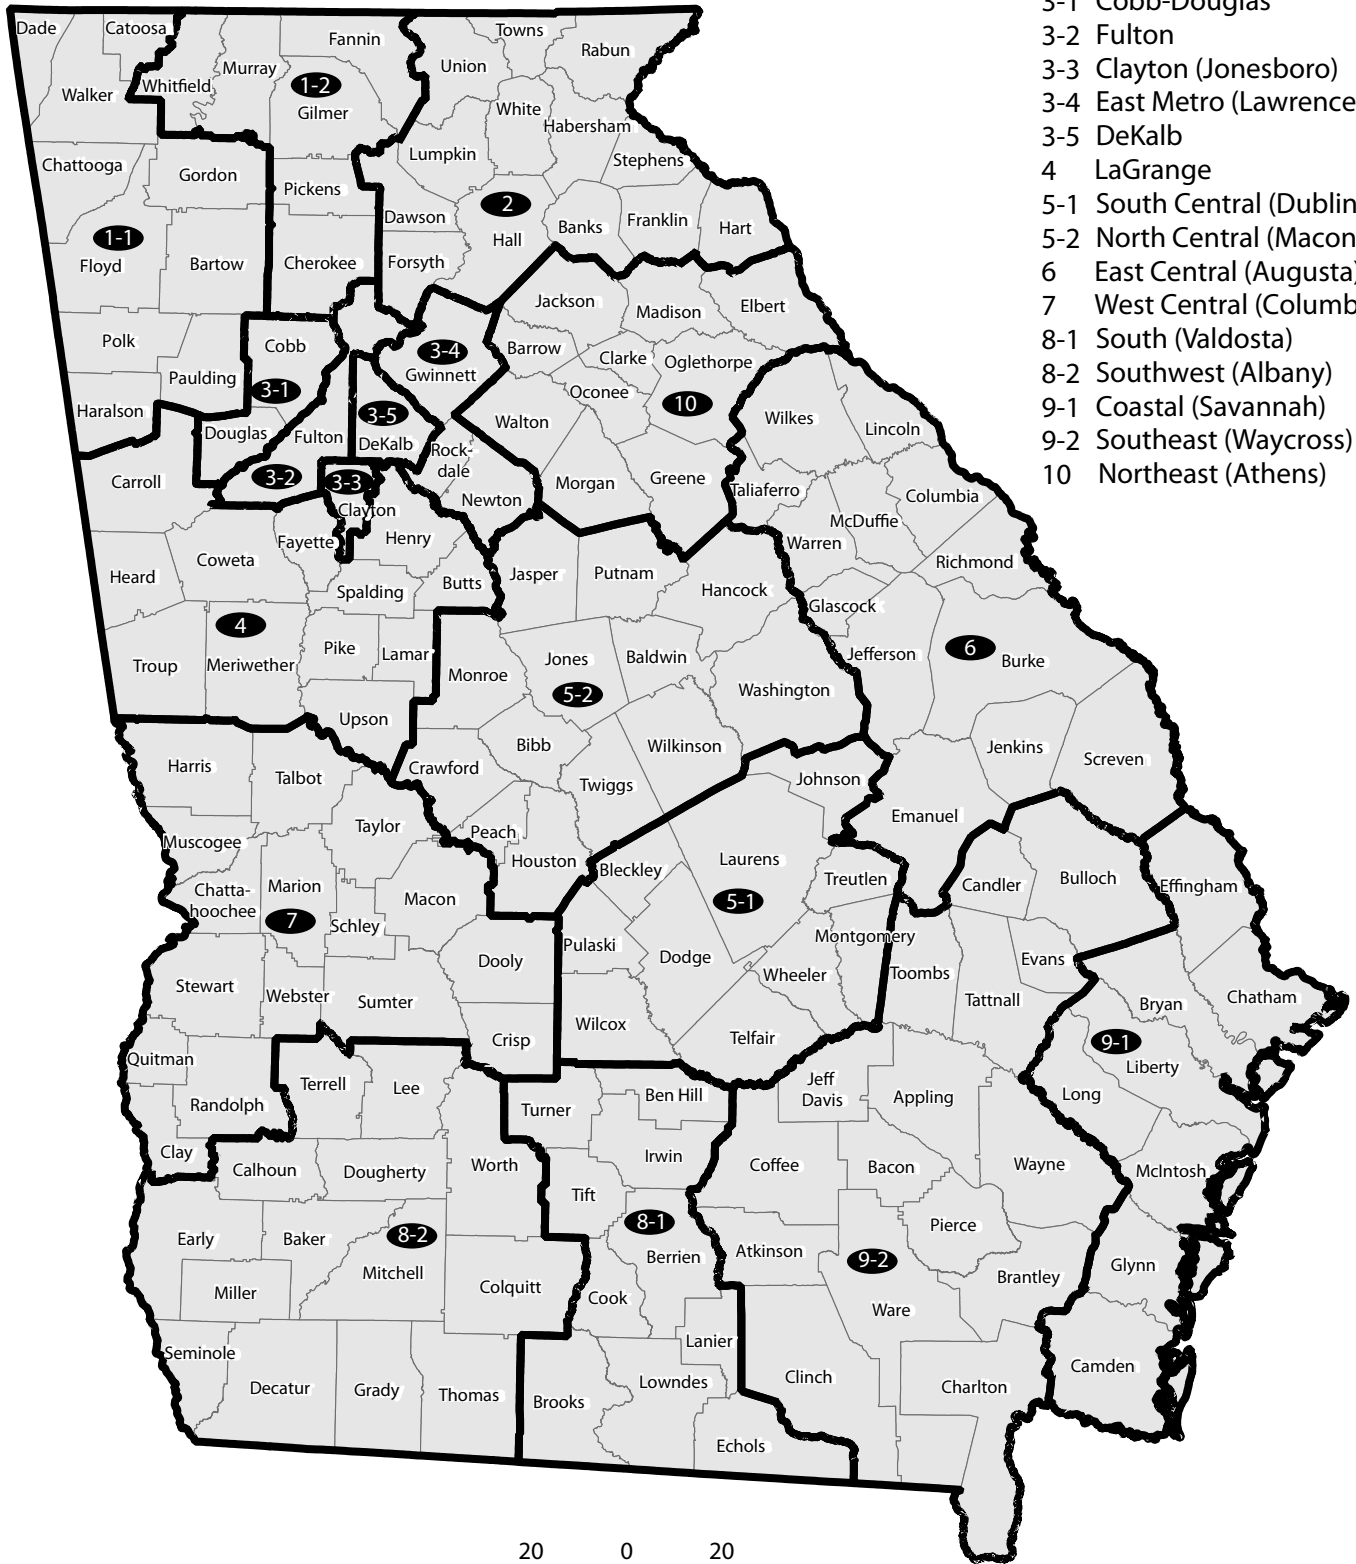 3-1 Cobb-Douglas
3-2 Fulton
3-3 Clayton (Jonesboro)
3-4 East Metro (Lawrence
3-5 DeKalb
4 LaGrange
5-1 South Central (Dublin
5-2 North Central (Macon
6 East Central (Augusta)
7 West Central (Columb
8-1 South (Valdosta)
8-2 Southwest (Albany)
9-1 Coastal (Savannah)
9-2 Southeast (Waycross)
10 Northeast (Athens)
Dade
Catoosa
Fannin
Towns
Rabun
Union
Murray
Whitfield
Walker
1-2
Gilmer
White
Habersham
Lumpkin
Stephens
Chattooga
Gordon
Pickens
Dawson
2
Hall
Banks
Franklin
Hart
1-1
Floyd
Bartow
Cherokee
Forsyth
Jackson
Madison
Elbert
Polk
Cobb
3-4
Gwinnett
Barrow
Clarke
Oglethorpe
Paulding
3-1
Oconee
10
Haralson
Douglas
Fulton
3-5
DeKalb
Walton
Wilkes
Lincoln
Rock-
dale
Carroll
3-2
3-3
Clayton
Newton
Morgan
Greene
Taliaferro
Columbia
McDuffie
Fayette
Henry
Warren
Richmond
Coweta
Heard
Spalding
Butts
Jasper
Putnam
Hancock
Glascock
4
Troup
Meriwether
Pike
Lamar
Monroe
Jones
Baldwin
Jefferson
6
Burke
5-2
Washington
Upson
Bibb
Wilkinson
Jenkins
Screven
Harris
Talbot
Crawford
Twiggs
Johnson
Emanuel
Taylor
Peach
Muscogee
Houston
Bleckley
Laurens
Treutlen
Candler
Bulloch
Effingham
Chatta-
hoochee
Marion
Macon
5-1
7
Schley
Montgomery
Pulaski
Dooly
Dodge
Wheeler
Toombs
Evans
Stewart
Webster
Sumter
Tattnall
Bryan
Chatham
Wilcox
Telfair
Crisp
9-1
Liberty
Quitman
Terrell
Lee
Jeff
Davis
Appling
Long
Randolph
Turner
Ben Hill
Clay
Calhoun
Dougherty
Worth
Irwin
Coffee
Bacon
Wayne
McIntosh
Tift
8-1
Early
Baker
8-2
Mitchell
Berrien
Atkinson
Pierce
9-2
Brantley
Glynn
Miller
Colquitt
Cook
Ware
Seminole
Lanier
Camden
Decatur
Grady
Thomas
Brooks
Lowndes
Clinch
Charlton
Echols
20 0 20